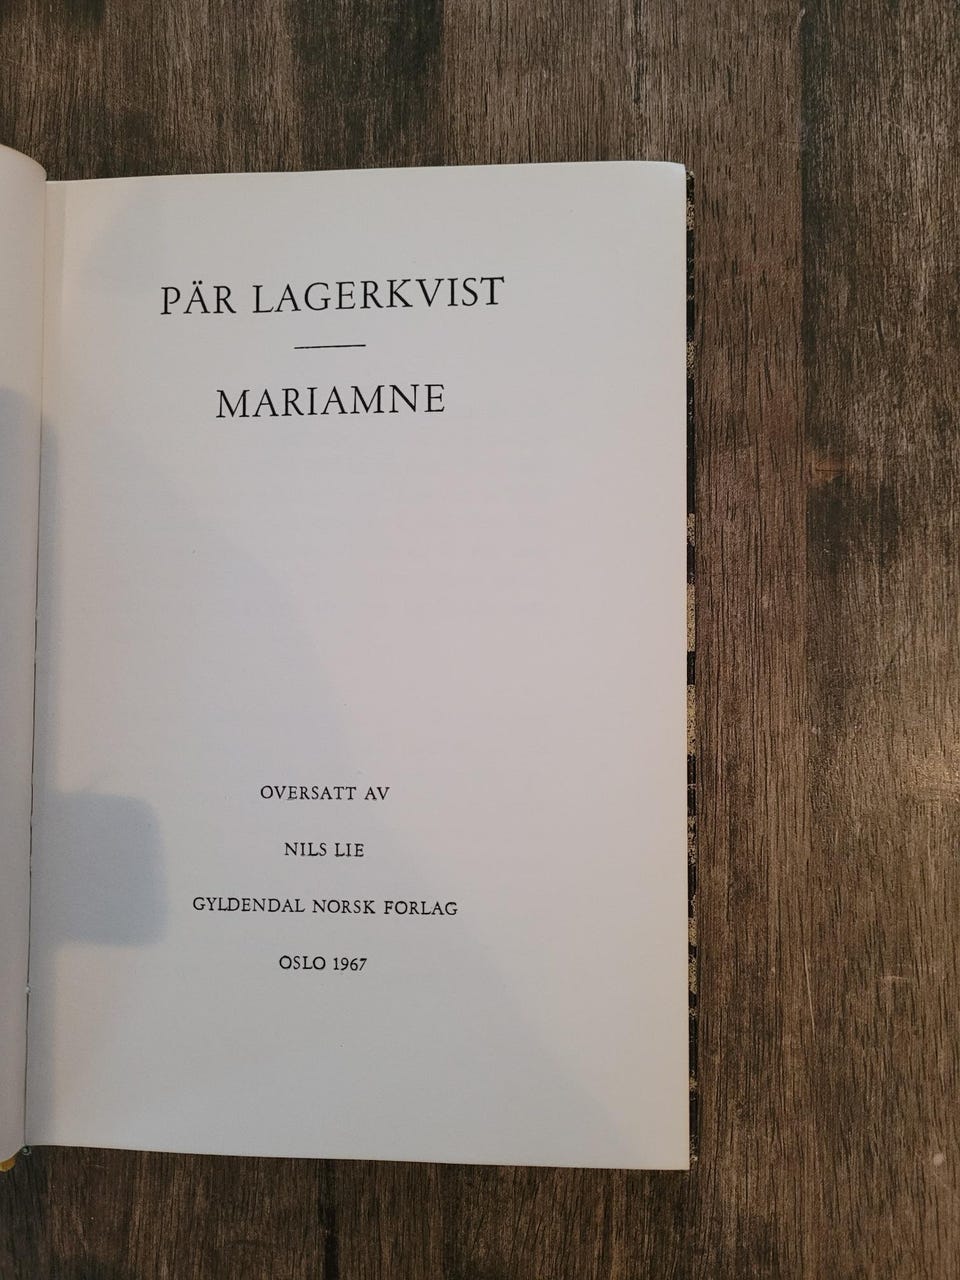 PÄR LAGERKVIST
MARIAMNE
OVERSATT AV
NILS LIE
GYLDENDAL NORSK FORLAG
OSLO 1967